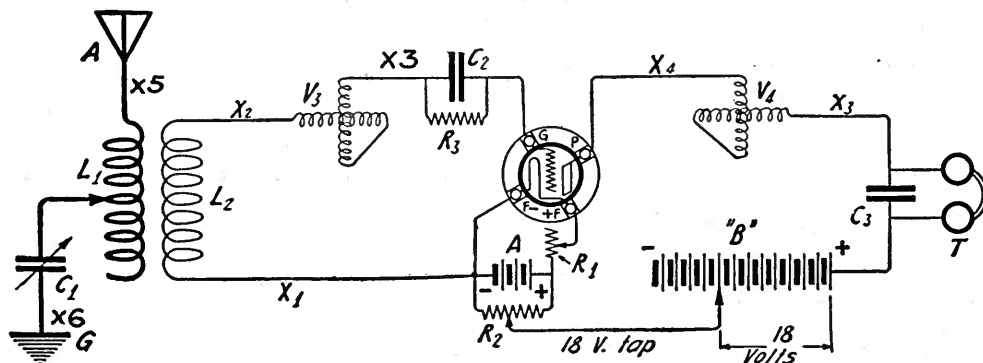 A
X5
L1
C1
X6
G
L2
X2
V3
X3
C2
R3
X1
G P
F- +F
A
- +
R1
R2
18 V. tap
X4
V4
X3
C3
T
"B"
- +
18
Volts